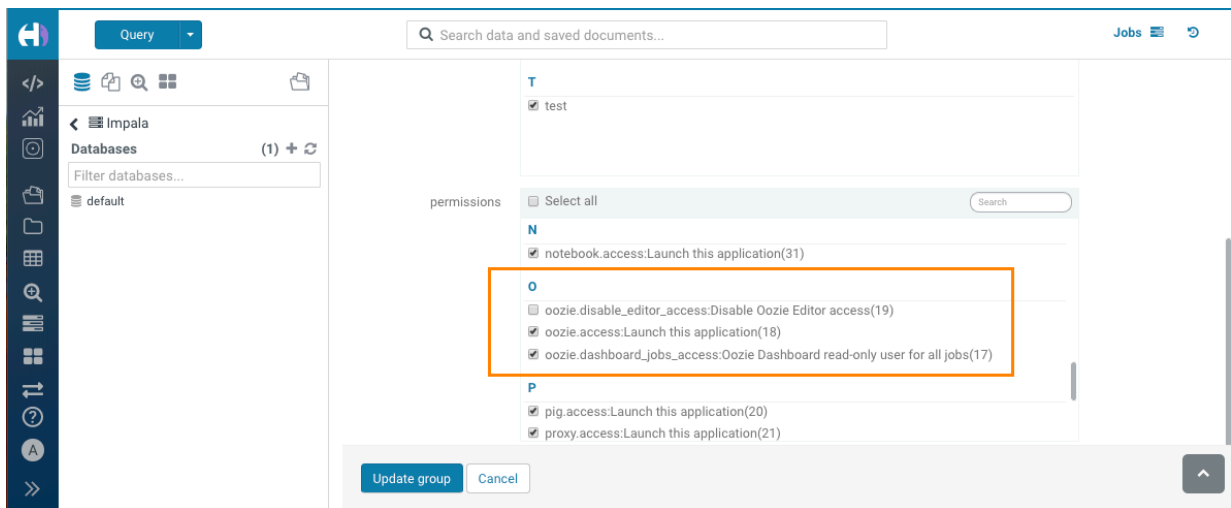 Query
Search data and saved documents...
Jobs
Impala
Databases (1)
Filter databases...
default
T
test
permissions
Select all
Search
N
notebook.access:Launch this application(31)
O
oozie.disable_editor_access:Disable Oozie Editor access(19)
oozie.access:Launch this application(18)
oozie.dashboard_jobs_access:Oozie Dashboard read-only user for all jobs(17)
P
pig.access:Launch this application(20)
proxy.access:Launch this application(21)
A
Update group
Cancel